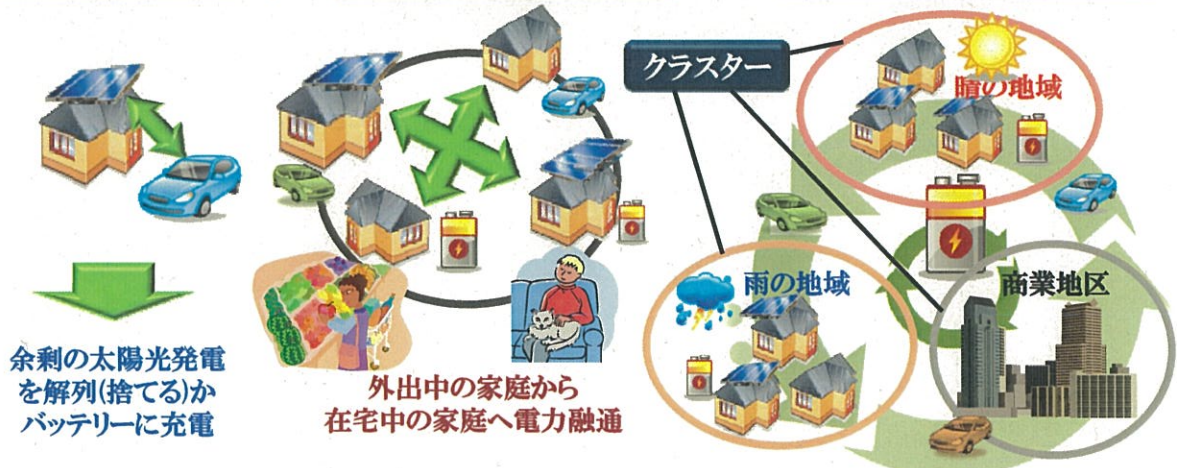 余剰の太陽光発電
を解列(捨てる)か
バッテリーに充電
外出中の家庭から
在宅中の家庭へ電力融通
クラスター
晴の地域
雨の地域
商業地区